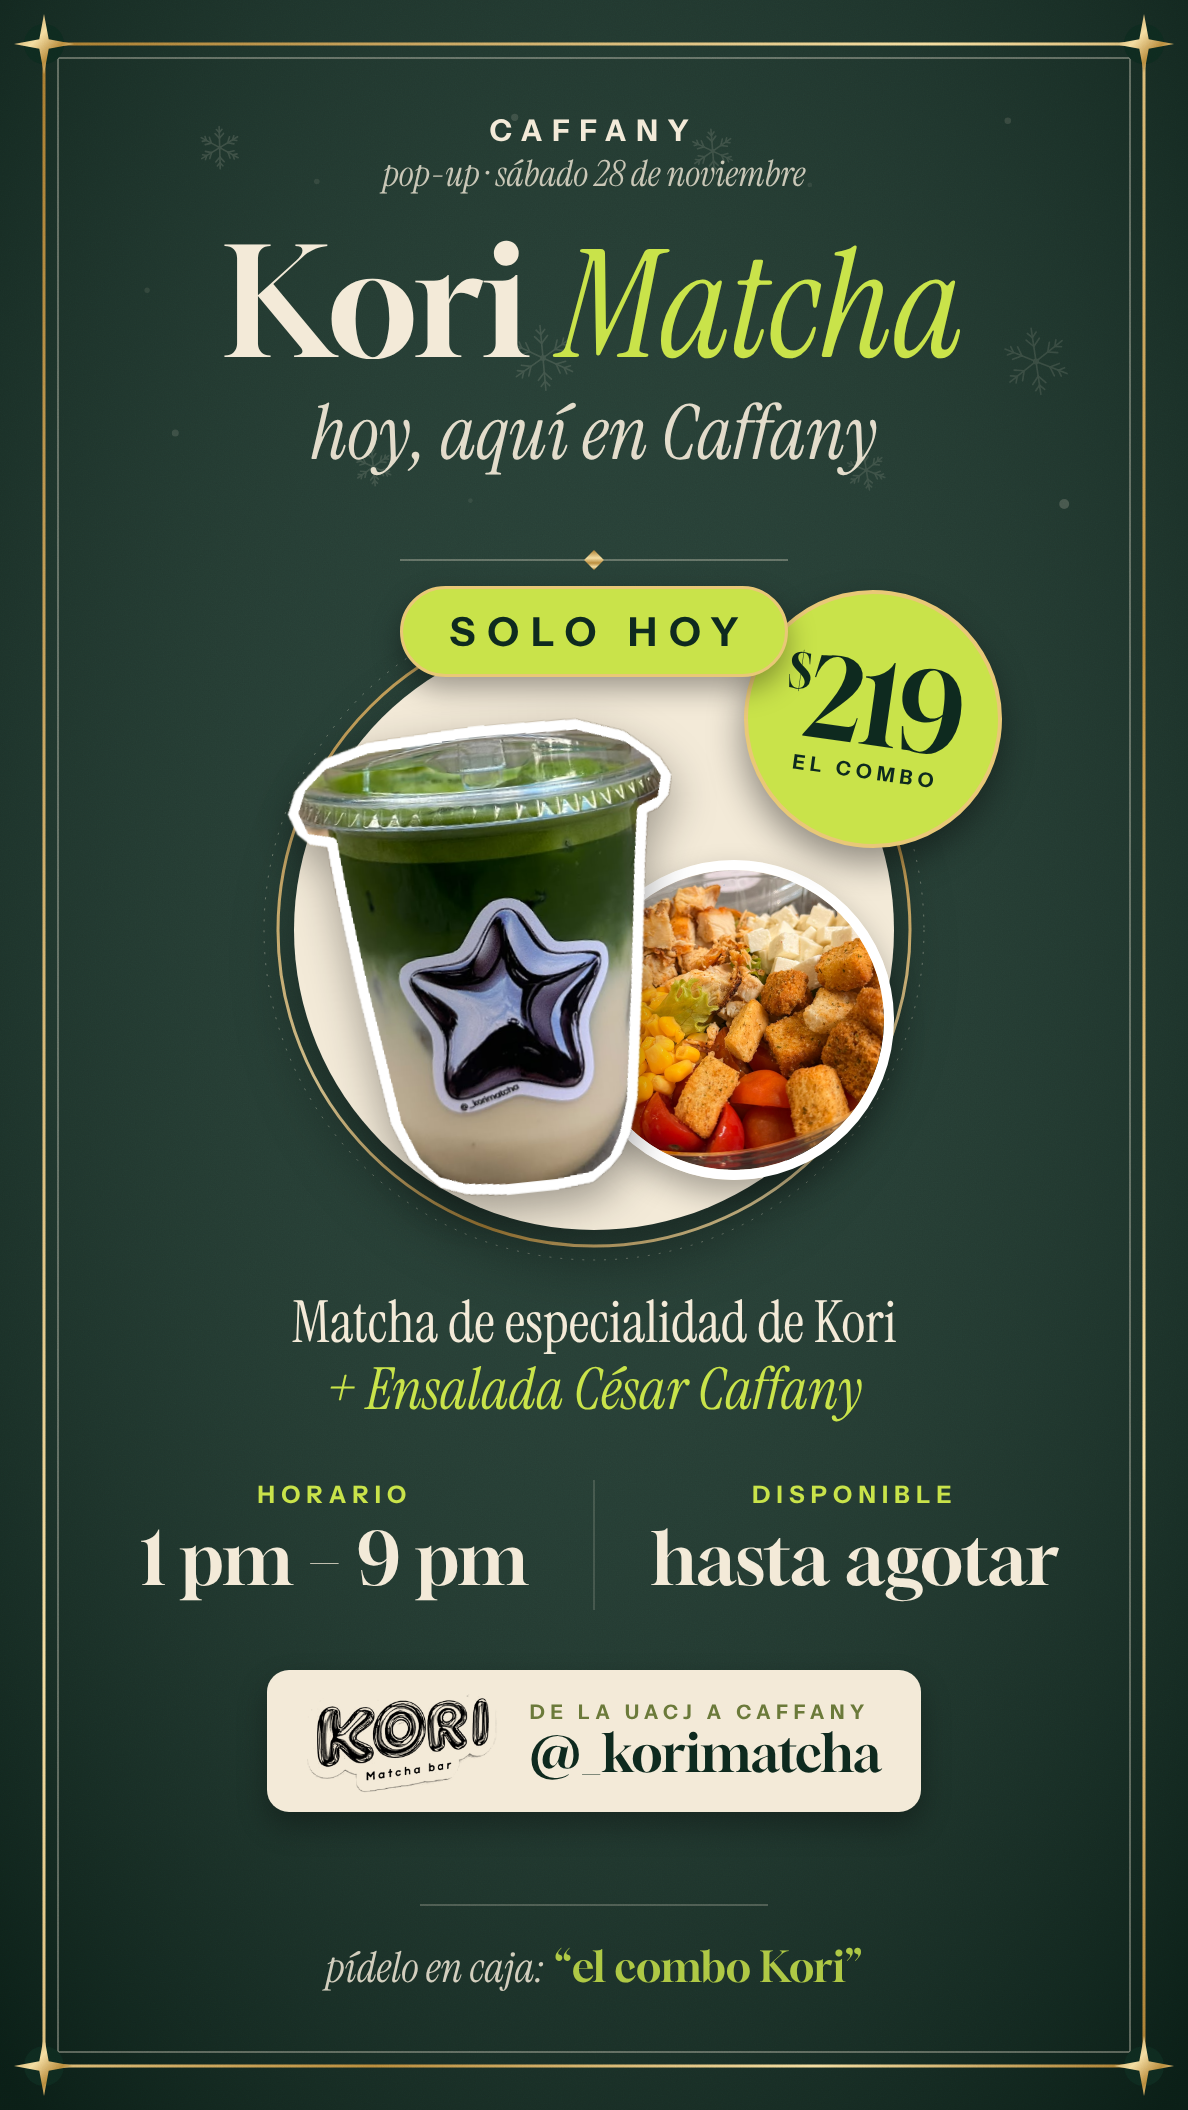 CAFFANY
pop-up · sábado 28 de noviembre
Kori Matcha
hoy, aquí en Caffany
SOLO HOY
$219
EL COMBO
@_korimatcha
Matcha de especialidad de Kori
+ Ensalada César Caffany
HORARIO
1 pm – 9 pm
DISPONIBLE
hasta agotar
KORI
Matcha bar
DE LA UACJ A CAFFANY
@_korimatcha
pídelo en caja: “el combo Kori”